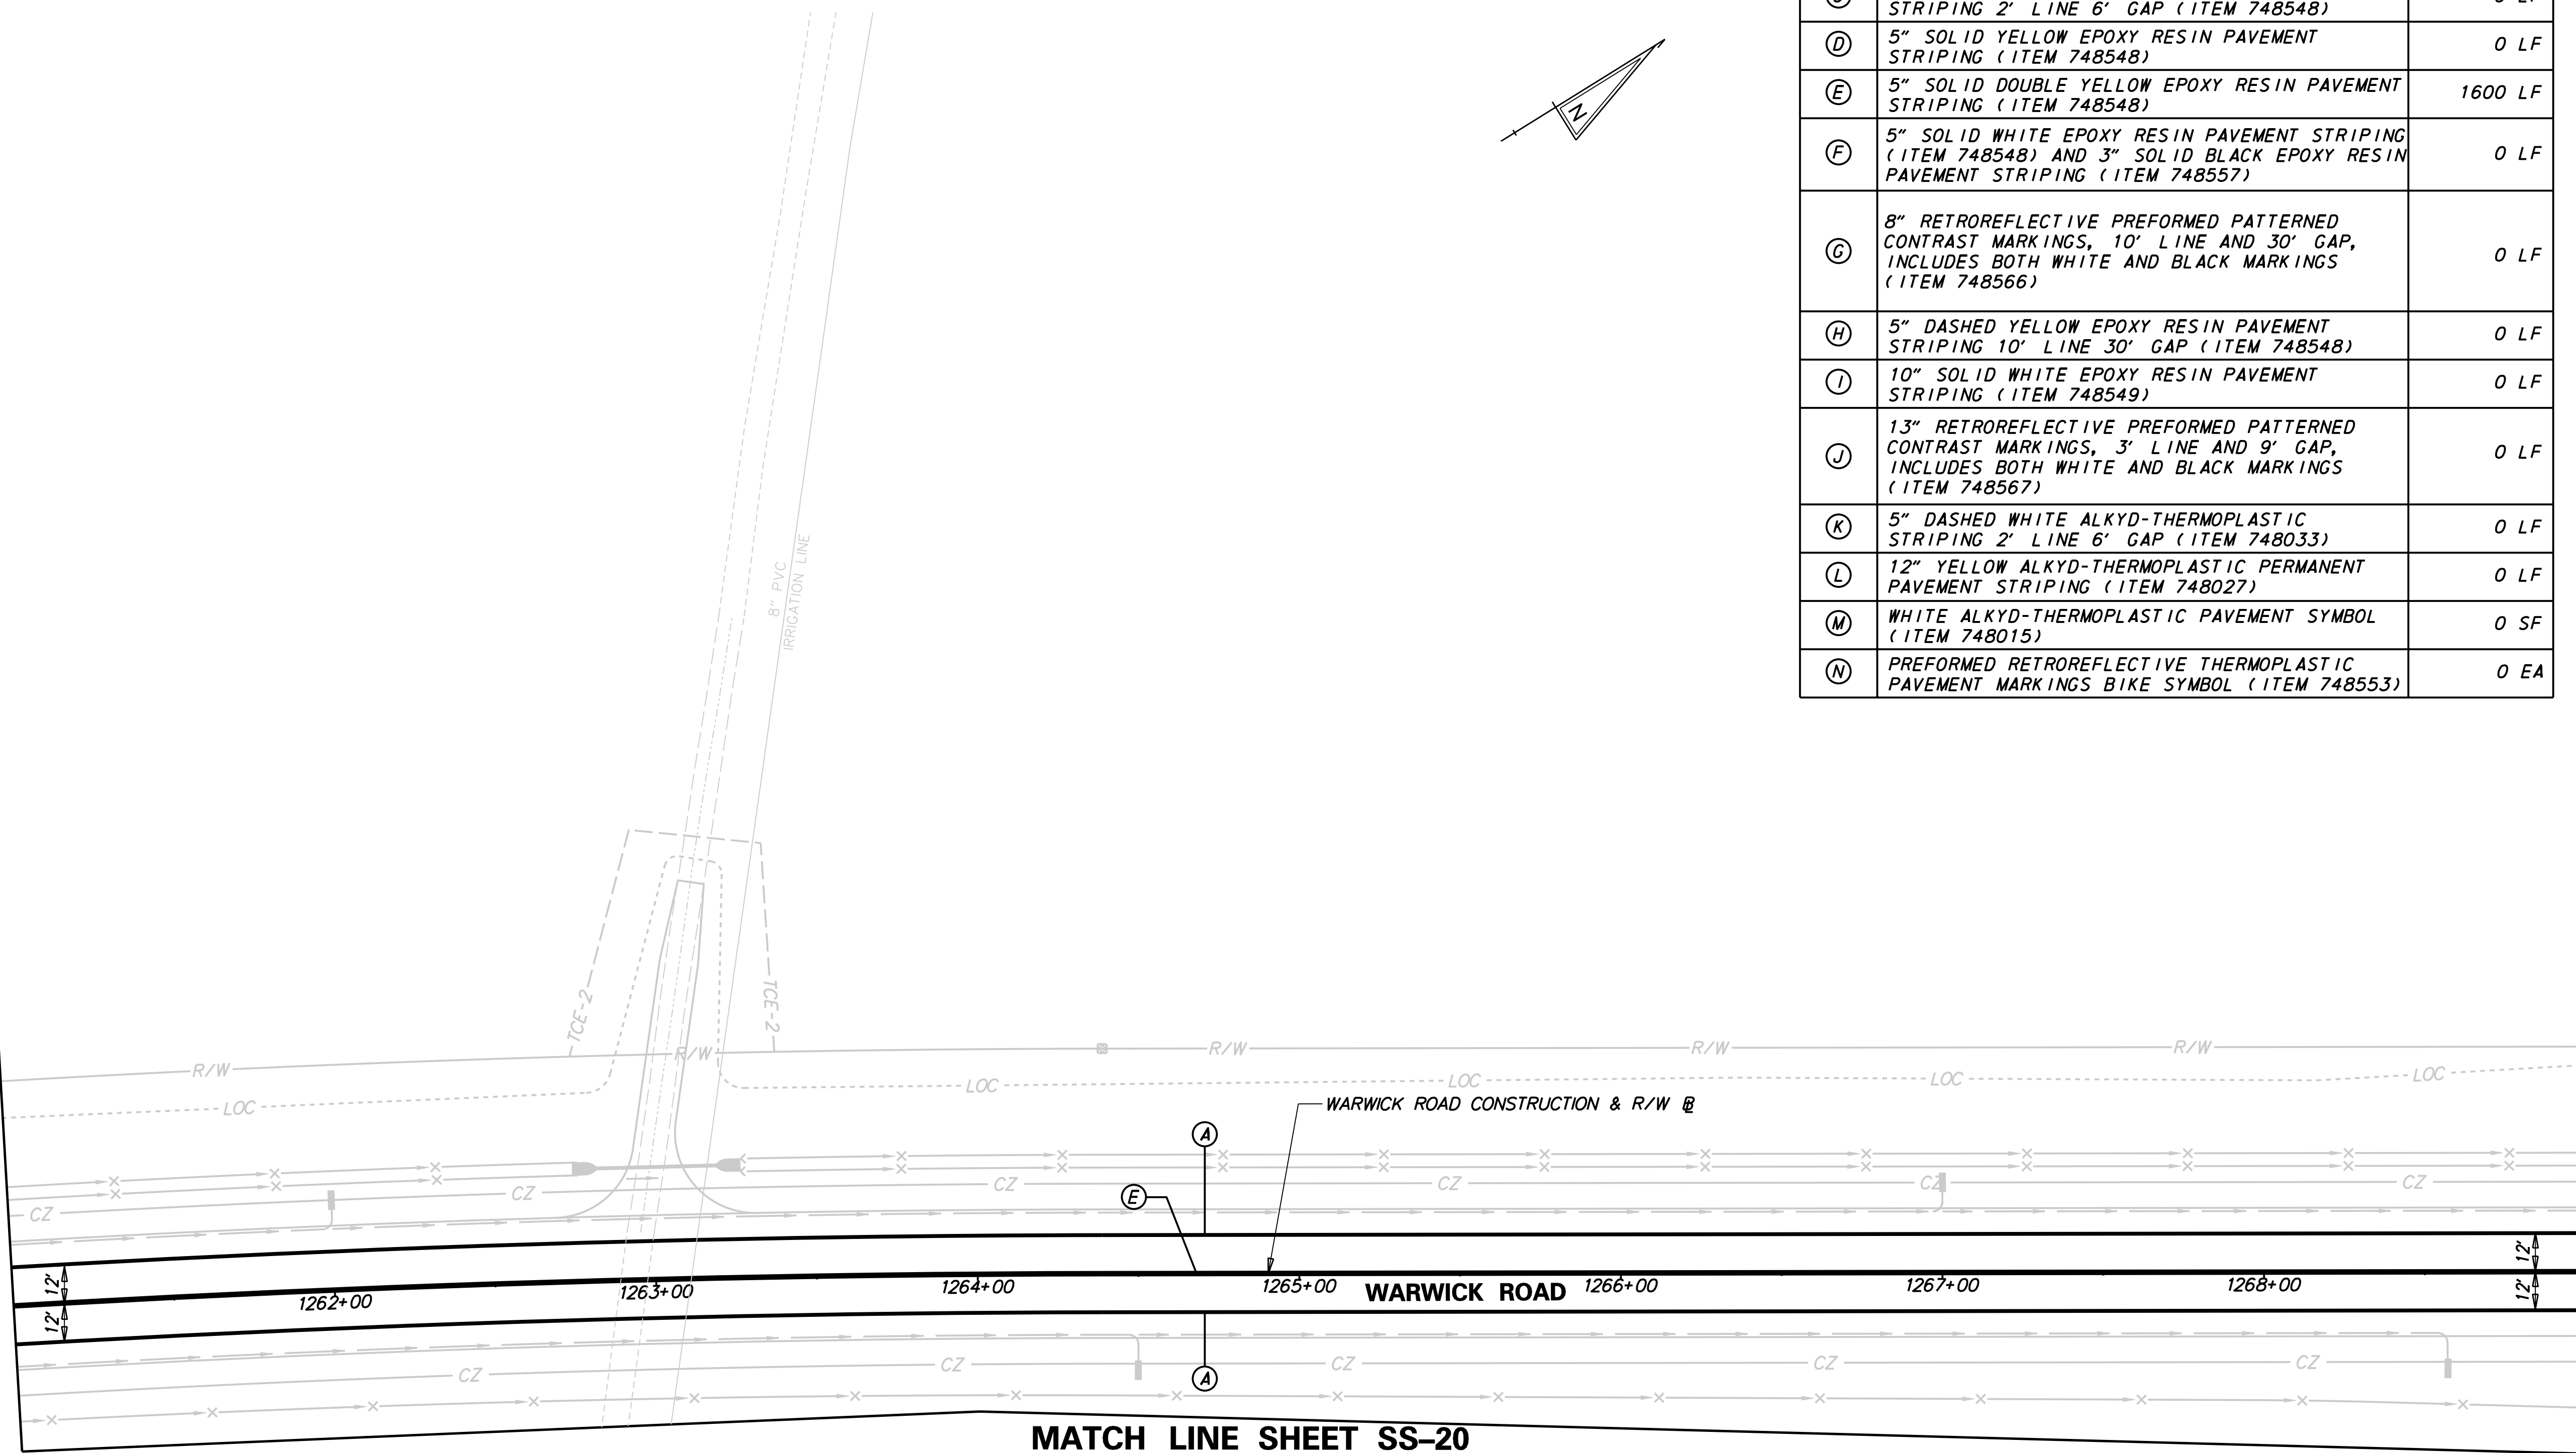 STRIPING 2' LINE 6' GAP (ITEM 748548)
D 5" SOLID YELLOW EPOXY RESIN PAVEMENT
STRIPING (ITEM 748548) 0 LF
E 5" SOLID DOUBLE YELLOW EPOXY RESIN PAVEMENT
STRIPING (ITEM 748548) 1600 LF
F 5" SOLID WHITE EPOXY RESIN PAVEMENT STRIPING
(ITEM 748548) AND 3" SOLID BLACK EPOXY RESIN
PAVEMENT STRIPING (ITEM 748557) 0 LF
G 8" RETROREFLECTIVE PREFORMED PATTERNED
CONTRAST MARKINGS, 10' LINE AND 30' GAP,
INCLUDES BOTH WHITE AND BLACK MARKINGS
(ITEM 748566) 0 LF
H 5" DASHED YELLOW EPOXY RESIN PAVEMENT
STRIPING 10' LINE 30' GAP (ITEM 748548) 0 LF
I 10" SOLID WHITE EPOXY RESIN PAVEMENT
STRIPING (ITEM 748549) 0 LF
J 13" RETROREFLECTIVE PREFORMED PATTERNED
CONTRAST MARKINGS, 3' LINE AND 9' GAP,
INCLUDES BOTH WHITE AND BLACK MARKINGS
(ITEM 748567) 0 LF
K 5" DASHED WHITE ALKYD-THERMOPLASTIC
STRIPING 2' LINE 6' GAP (ITEM 748033) 0 LF
L 12" YELLOW ALKYD-THERMOPLASTIC PERMANENT
PAVEMENT STRIPING (ITEM 748027) 0 LF
M WHITE ALKYD-THERMOPLASTIC PAVEMENT SYMBOL
(ITEM 748015) 0 SF
N PREFORMED RETROREFLECTIVE THERMOPLASTIC
PAVEMENT MARKINGS BIKE SYMBOL (ITEM 748553) 0 EA
N
8" PVC
IRRIGATION LINE
TCE-2
TCE-2
R/W R/W R/W R/W R/W
LOC LOC LOC LOC LOC
WARWICK ROAD CONSTRUCTION & R/W BL
A
E
CZ CZ CZ CZ CZ CZ
12' 12'
1262+00 1263+00 1264+00 1265+00 WARWICK ROAD 1266+00 1267+00 1268+00
12' 12'
CZ CZ CZ CZ CZ
A
MATCH LINE SHEET SS-20